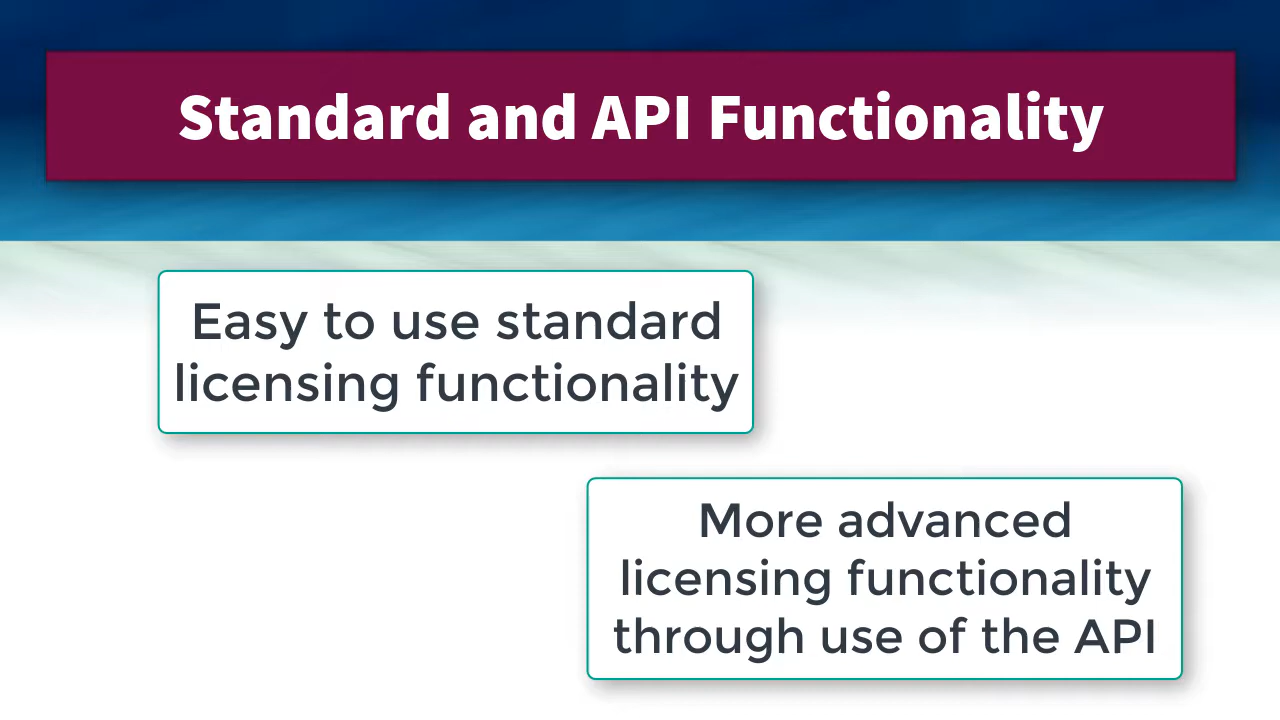 Standard and API Functionality
Easy to use standard
licensing functionality
More advanced
licensing functionality
through use of the API